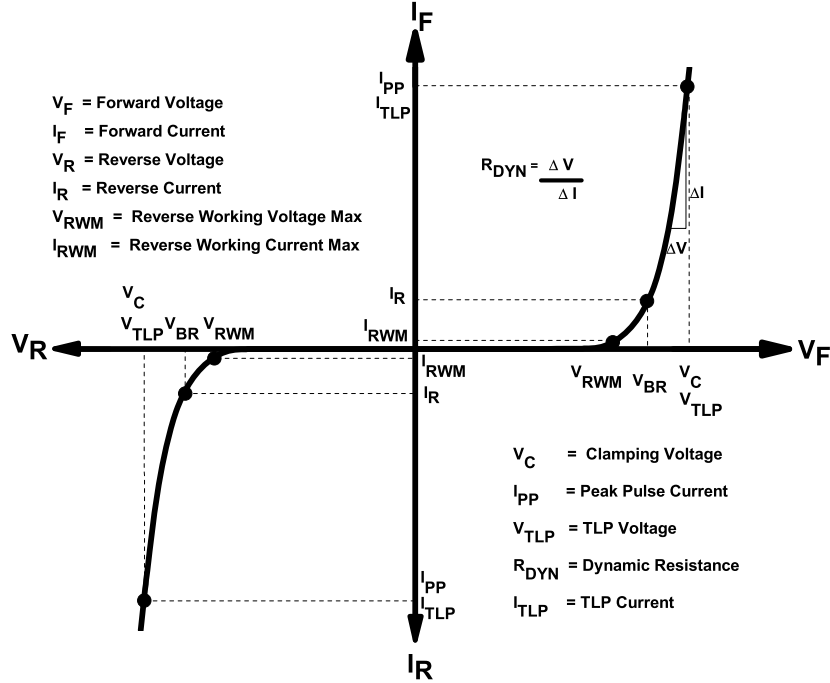 I_F
I_PP
I_TLP
V_F = Forward Voltage
I_F = Forward Current
V_R = Reverse Voltage
I_R = Reverse Current
V_RWM = Reverse Working Voltage Max
I_RWM = Reverse Working Current Max
R_DYN = Δ V
Δ I
ΔI
ΔV
V_C
V_TLP V_BR V_RWM
I_R
I_RWM
V_R
V_F
I_RWM
I_R
V_RWM V_BR V_C
V_TLP
V_C = Clamping Voltage
I_PP = Peak Pulse Current
V_TLP = TLP Voltage
R_DYN = Dynamic Resistance
I_TLP = TLP Current
I_PP
I_TLP
I_R